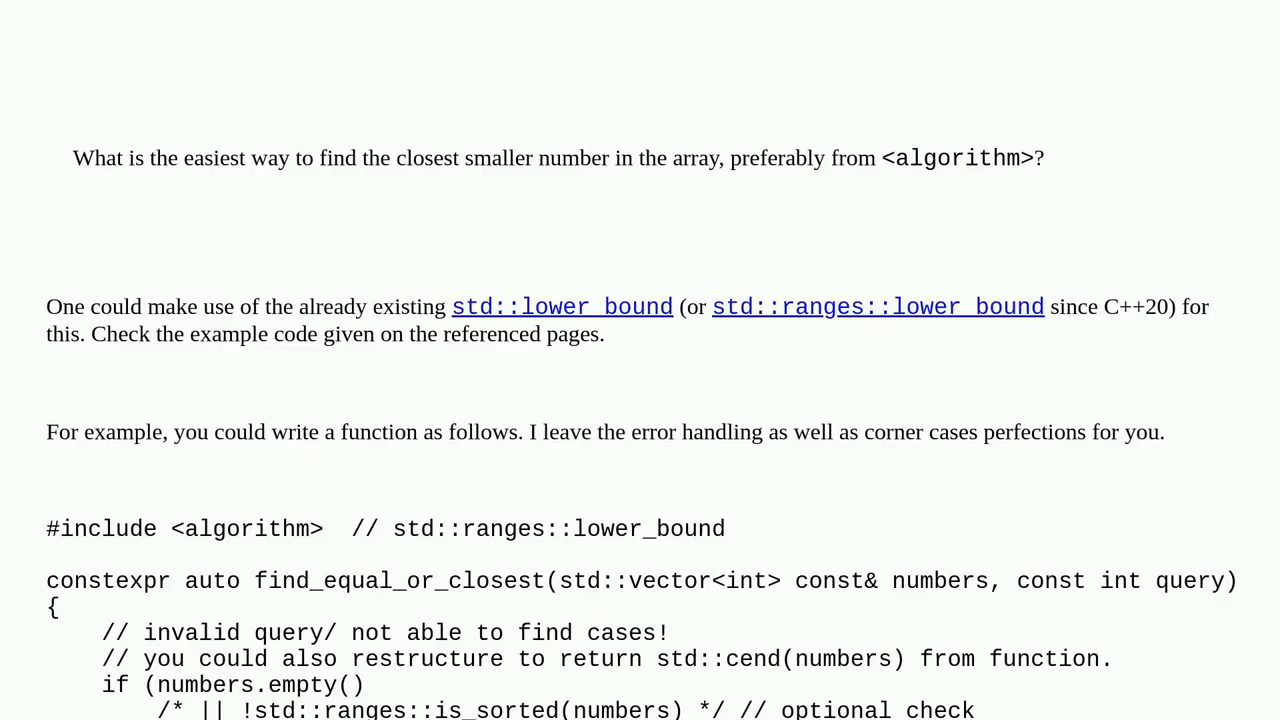 What is the easiest way to find the closest smaller number in the array, preferably from <algorithm>?
One could make use of the already existing std::lower_bound (or std::ranges::lower_bound since C++20) for
this. Check the example code given on the referenced pages.
For example, you could write a function as follows. I leave the error handling as well as corner cases perfections for you.
#include <algorithm>  // std::ranges::lower_bound
constexpr auto find_equal_or_closest(std::vector<int> const& numbers, const int query)
{
    // invalid query/ not able to find cases!
    // you could also restructure to return std::cend(numbers) from function.
    if (numbers.empty()
        /* || !std::ranges::is_sorted(numbers) */ // optional check